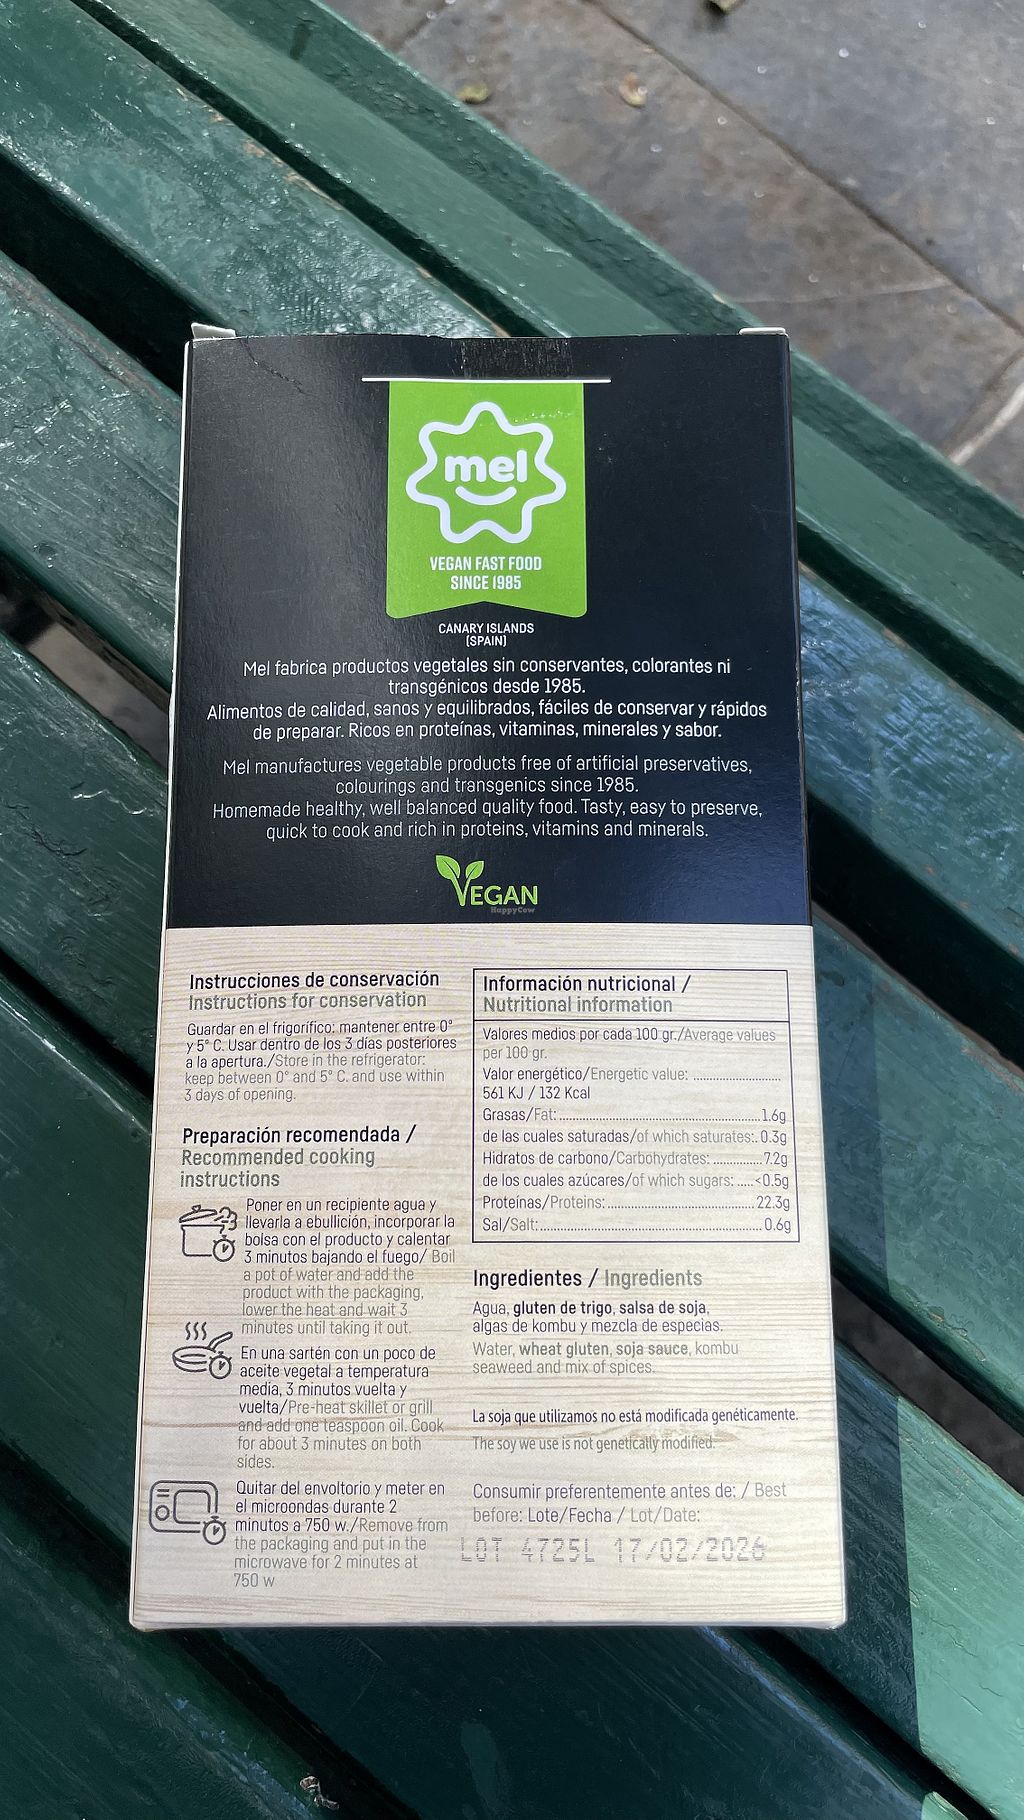 mel
VEGAN FAST FOOD
SINCE 1985
CANARY ISLANDS
(SPAIN)
Mel fabrica productos vegetales sin conservantes, colorantes ni
transgénicos desde 1985.
Alimentos de calidad, sanos y equilibrados, fáciles de conservar y rápidos
de preparar. Ricos en proteínas, vitaminas, minerales y sabor.
Mel manufactures vegetable products free of artificial preservatives,
colourings and transgenics since 1985.
Homemade healthy, well balanced quality food. Tasty, easy to preserve,
quick to cook and rich in proteins, vitamins and minerals.
VEGAN
HappyCow
Instrucciones de conservación
Instructions for conservation
Guardar en el frigorífico: mantener entre 0°
y 5° C. Usar dentro de los 3 días posteriores
a la apertura./Store in the refrigerator:
keep between 0° and 5° C. and use within
3 days of opening.
Preparación recomendada /
Recommended cooking
instructions
Poner en un recipiente agua y
llevarla a ebullición, incorporar la
bolsa con el producto y calentar
3 minutos bajando el fuego/ Boil
a pot of water and add the
product with the packaging,
lower the heat and wait 3
minutes until taking it out.
En una sartén con un poco de
aceite vegetal a temperatura
media, 3 minutos vuelta y
vuelta/Pre-heat skillet or grill
and add one teaspoon oil. Cook
for about 3 minutes on both
sides.
Quitar del envoltorio y meter en
el microondas durante 2
minutos a 750 w./Remove from
the packaging and put in the
microwave for 2 minutes at
750 w
Información nutricional /
Nutritional information
Valores medios por cada 100 gr./Average values
per 100 gr.
Valor energético/Energetic value: ..............................
561 KJ / 132 Kcal
Grasas/Fat:..............................1.6g
de las cuales saturadas/of which saturates:..0.3g
Hidratos de carbono/Carbohydrates: ..............7.2g
de los cuales azúcares/of which sugars: .....<0.5g
Proteínas/Proteins:..............................22.3g
Sal/Salt:..............................0.6g
Ingredientes / Ingredients
Agua, gluten de trigo, salsa de soja,
algas de kombu y mezcla de especias.
Water, wheat gluten, soja sauce, kombu
seaweed and mix of spices.
La soja que utilizamos no está modificada genéticamente.
The soy we use is not genetically modified.
Consumir preferentemente antes de: / Best
before: Lote/Fecha / Lot/Date:
LOT 4725L 17/02/2026